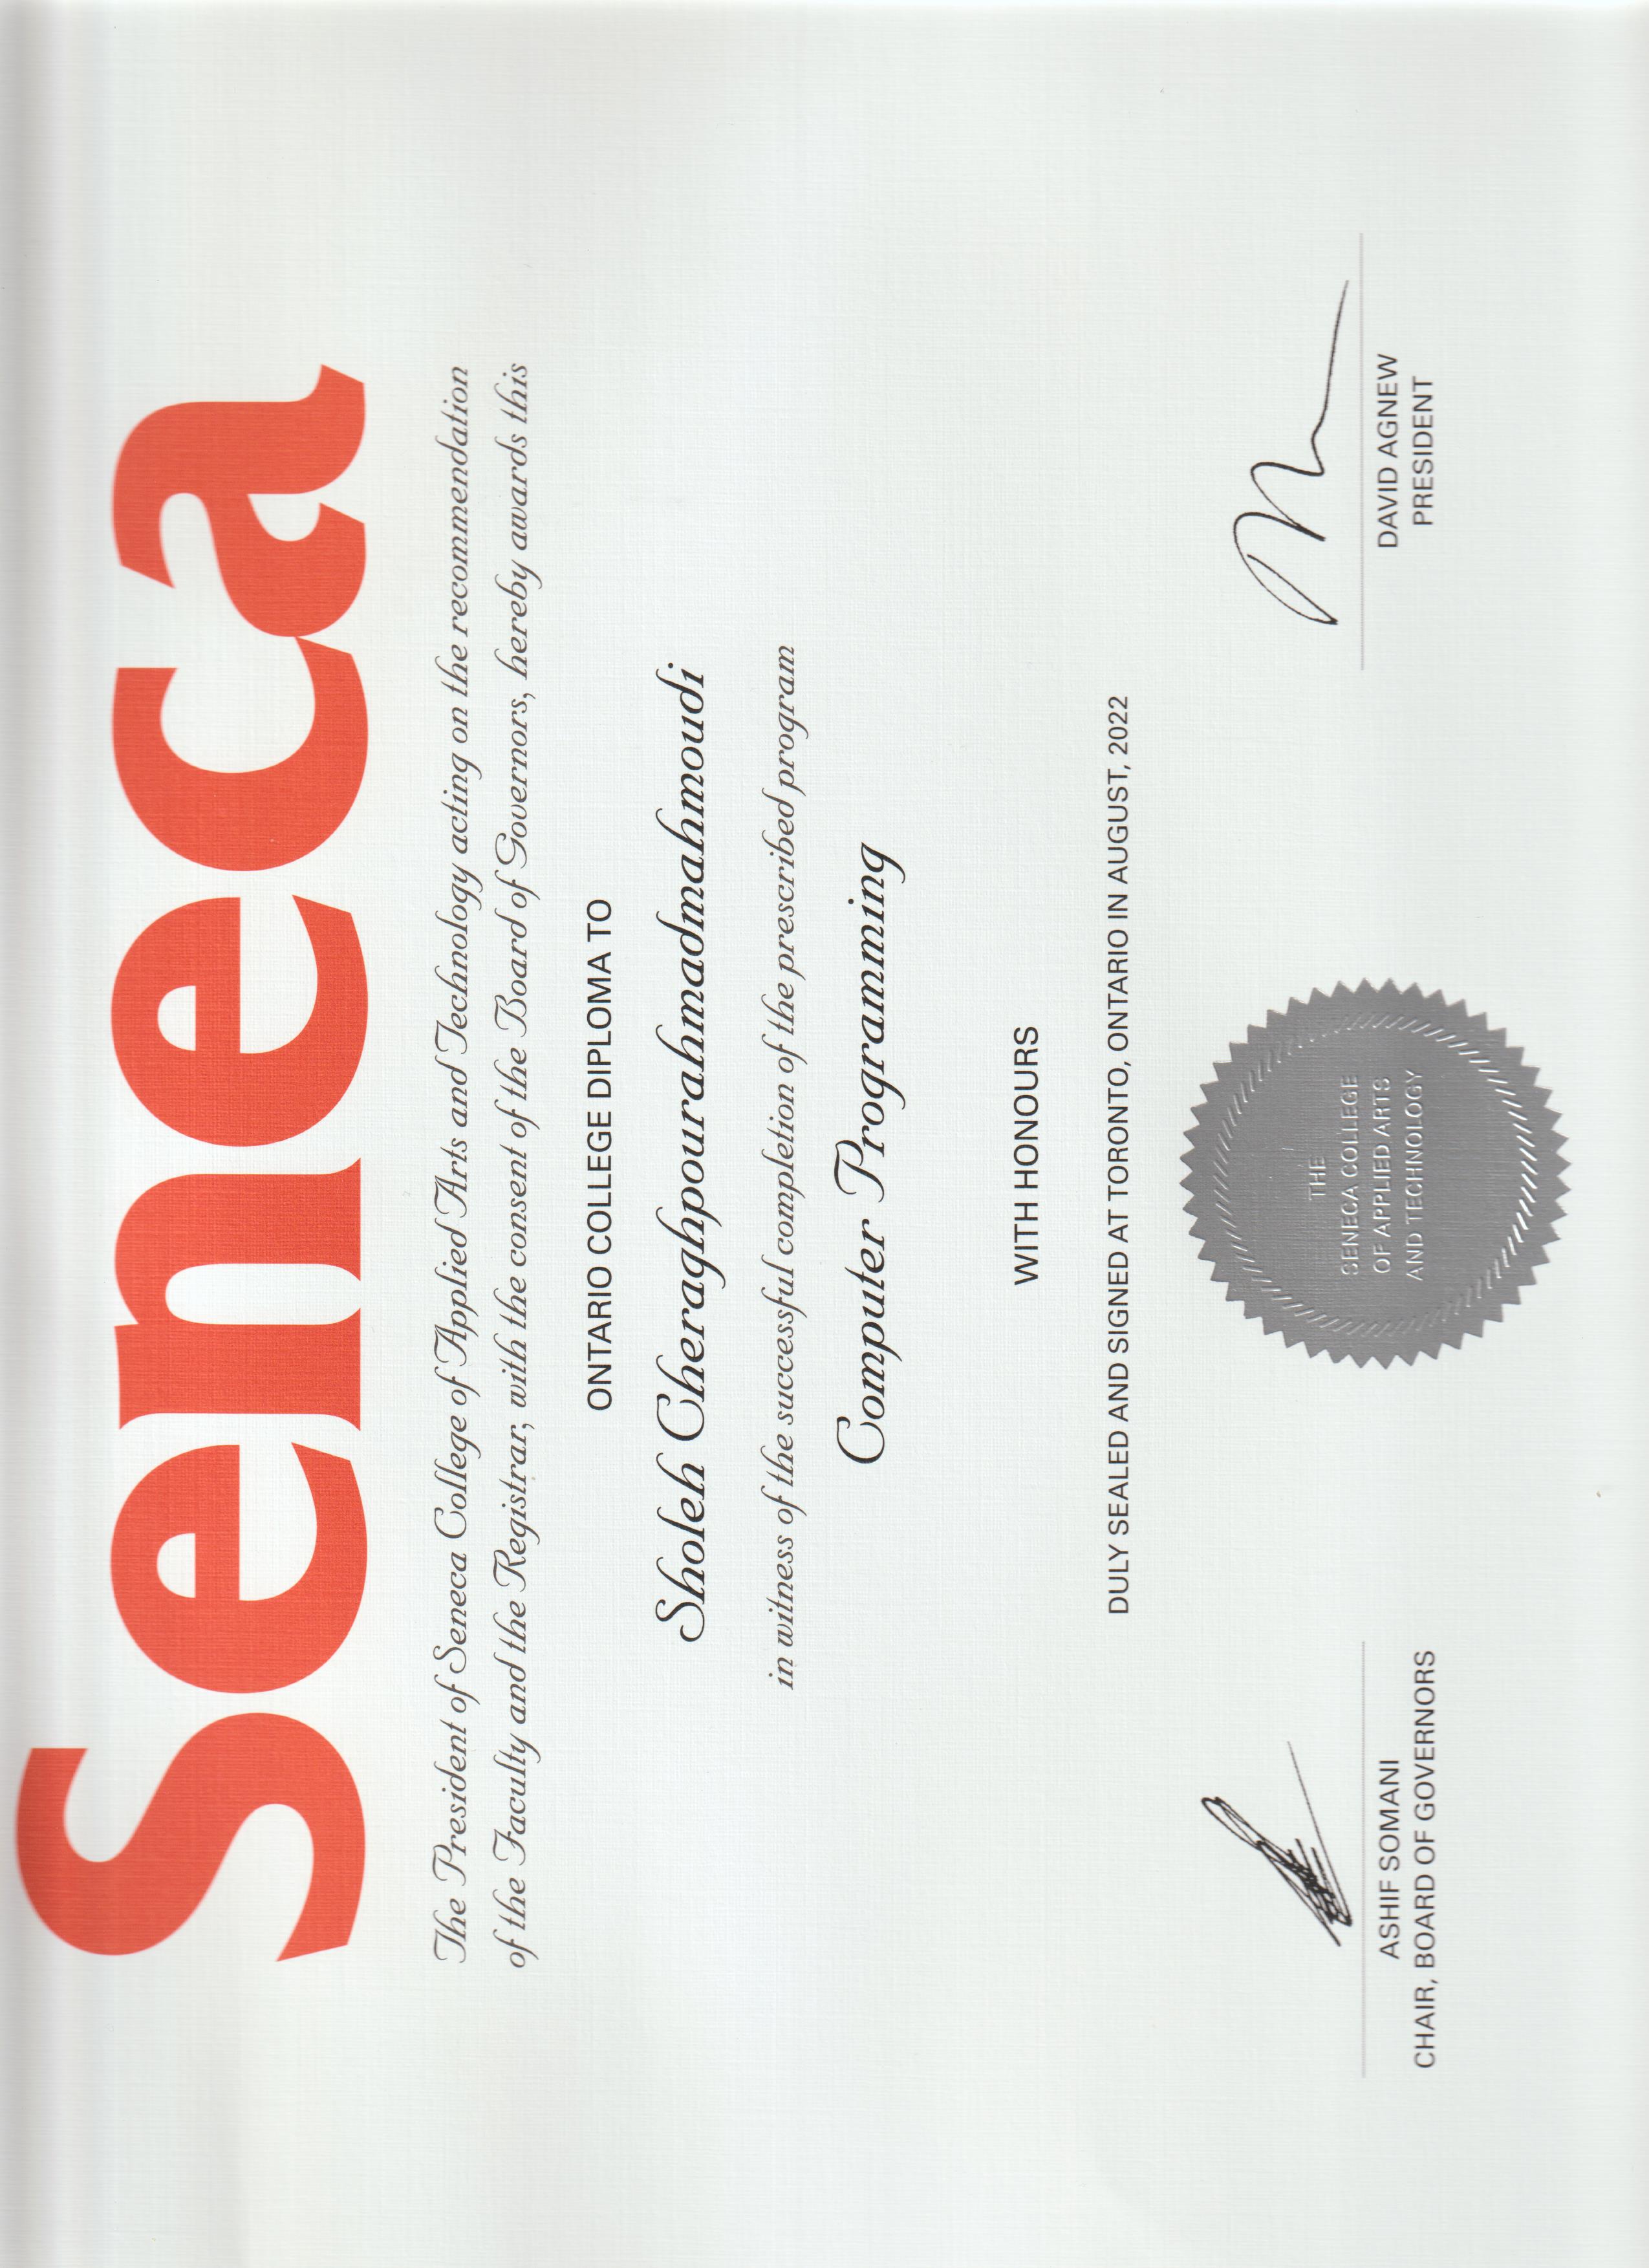 Seneca
The President of Seneca College of Applied Arts and Technology acting on the recommendation
of the Faculty and the Registrar, with the consent of the Board of Governors, hereby awards this
ONTARIO COLLEGE DIPLOMA TO
Sholeh Cheraghpourahmadmahmoudi
in witness of the successful completion of the prescribed program
Computer Programming
WITH HONOURS
DULY SEALED AND SIGNED AT TORONTO, ONTARIO IN AUGUST, 2022
ASHIF SOMANI
CHAIR, BOARD OF GOVERNORS
THE
SENECA COLLEGE
OF APPLIED ARTS
AND TECHNOLOGY
DAVID AGNEW
PRESIDENT